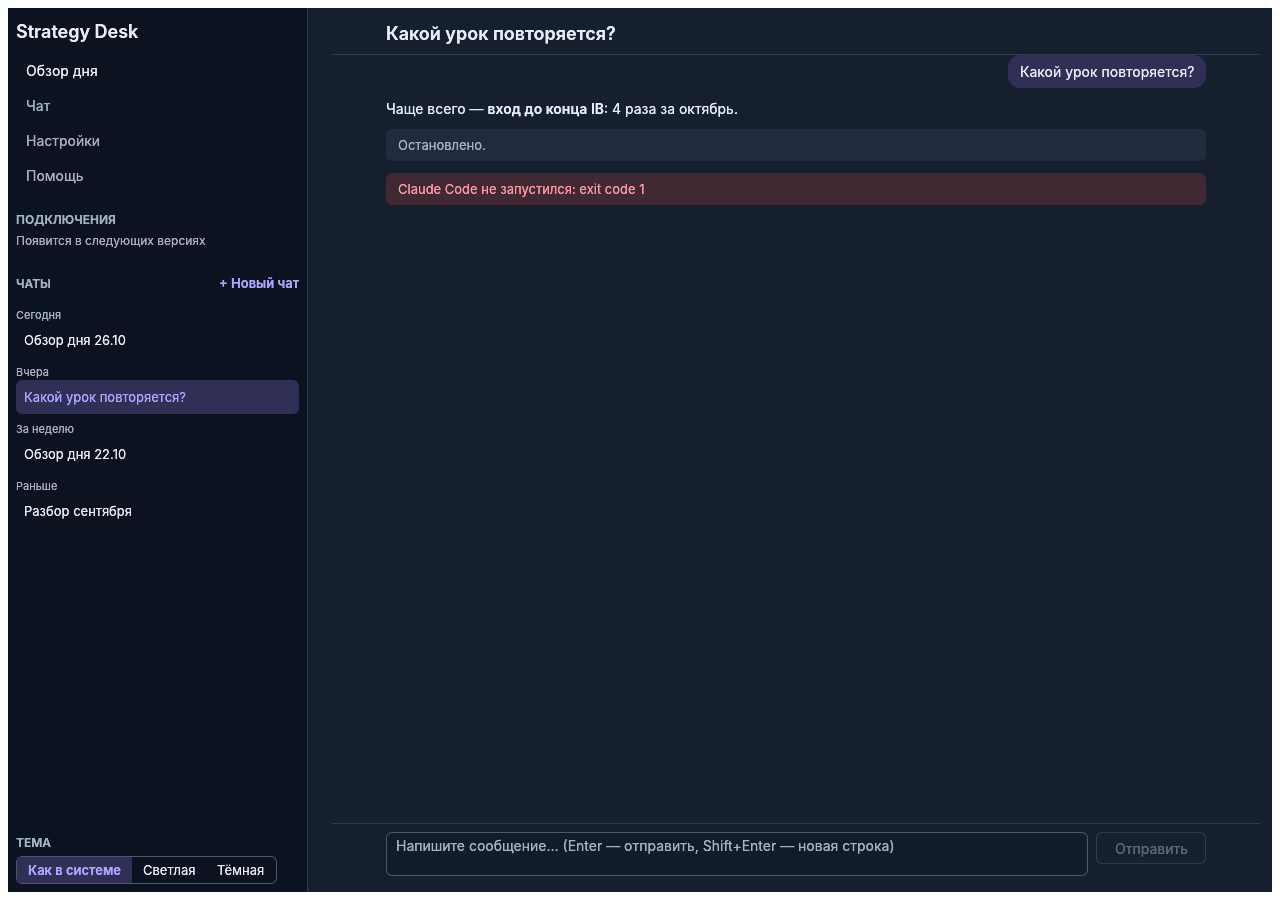 Strategy Desk
Обзор дня
Чат
Настройки
Помощь
ПОДКЛЮЧЕНИЯ
Появится в следующих версиях
ЧАТЫ
+ Новый чат
Сегодня
Обзор дня 26.10
Вчера
Какой урок повторяется?
За неделю
Обзор дня 22.10
Раньше
Разбор сентября
ТЕМА
Как в системе
Светлая
Тёмная
Какой урок повторяется?
Какой урок повторяется?
Чаще всего — вход до конца IB: 4 раза за октябрь.
Остановлено.
Claude Code не запустился: exit code 1
Напишите сообщение... (Enter — отправить, Shift+Enter — новая строка)
Отправить